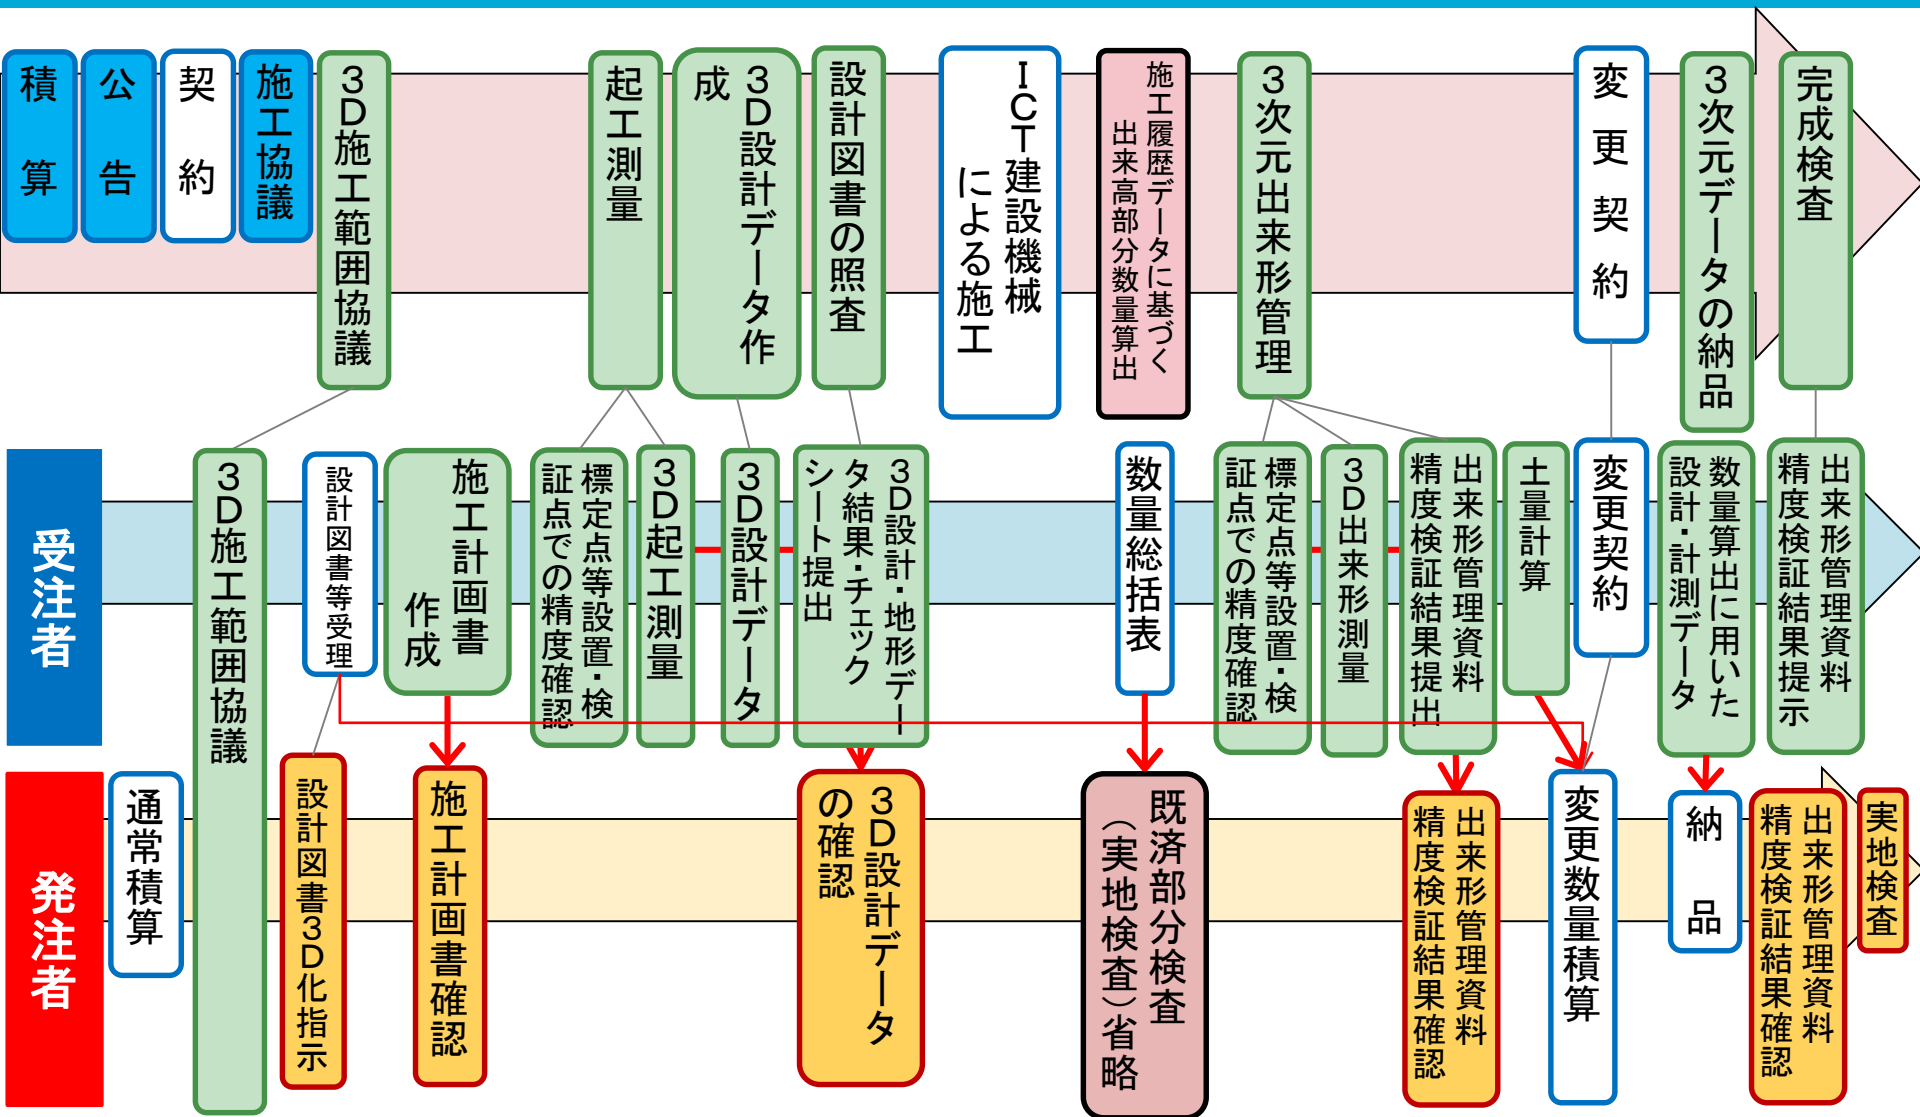 積算
公告
契約
施工協議
３Ｄ施工範囲協議
起工測量
３Ｄ設計データ作
成
設計図書の照査
ＩＣＴ建設機械
による施工
施工履歴データに基づく
出来高部分数量算出
３次元出来形管理
変更契約
３次元データの納品
完成検査
受注者
３Ｄ施工範囲協議
設計図書等受理
施工計画書
作成
標定点等設置・検
証点での精度確認
３Ｄ起工測量
３Ｄ設計データ
３Ｄ設計・地形デー
タ結果・チェック
シート提出
数量総括表
標定点等設置・検
証点での精度確認
３Ｄ出来形測量
出来形管理資料
精度検証結果提出
土量計算
変更契約
数量算出に用いた
設計・計測データ
出来形管理資料
精度検証結果提示
発注者
通常積算
設計図書３Ｄ化指示
施工計画書確認
３Ｄ設計データ
の確認
既済部分検査
（実地検査）省略
出来形管理資料
精度検証結果確認
変更数量積算
納品
出来形管理資料
精度検証結果確認
実地検査